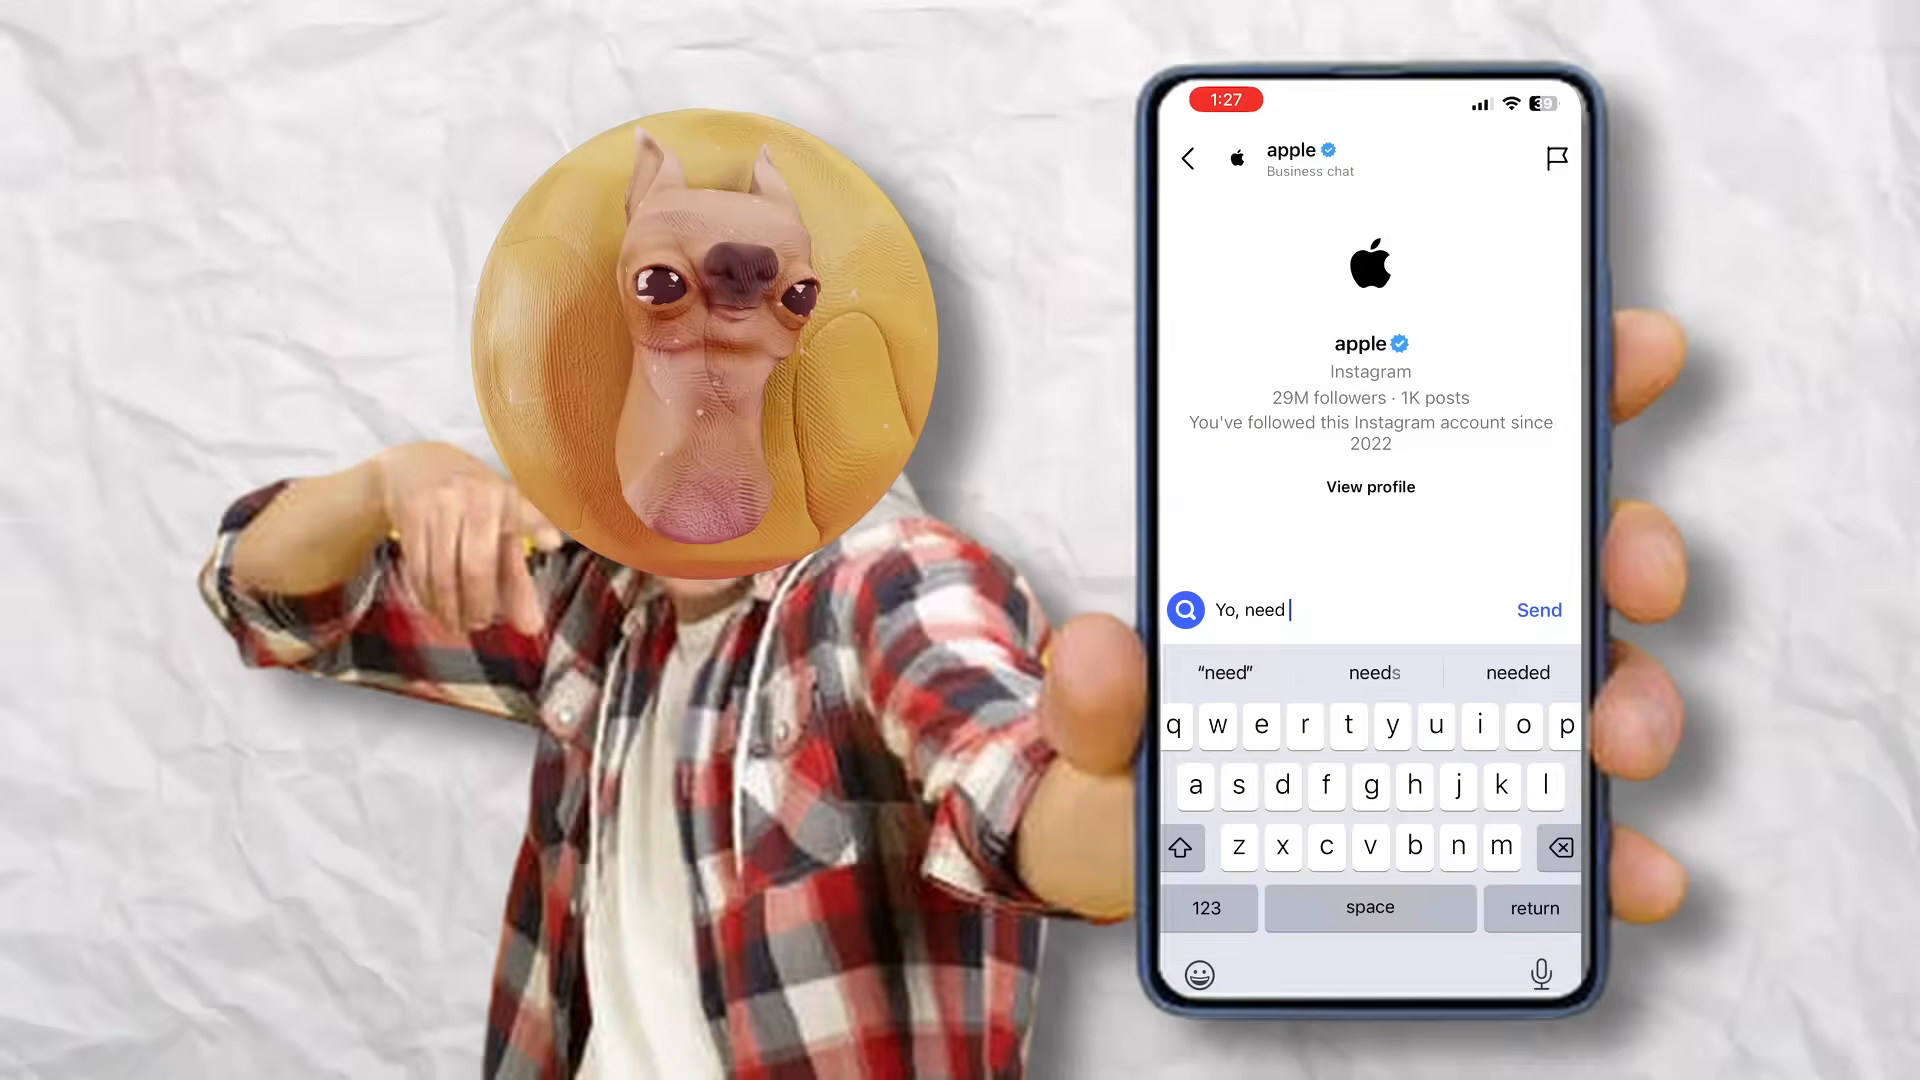 1:27
39
apple
Business chat
apple
Instagram
29M followers · 1K posts
You've followed this Instagram account since
2022
View profile
Yo, need
Send
“need” needs needed
q w e r t y u i o p
a s d f g h j k l
z x c v b n m
123 space return